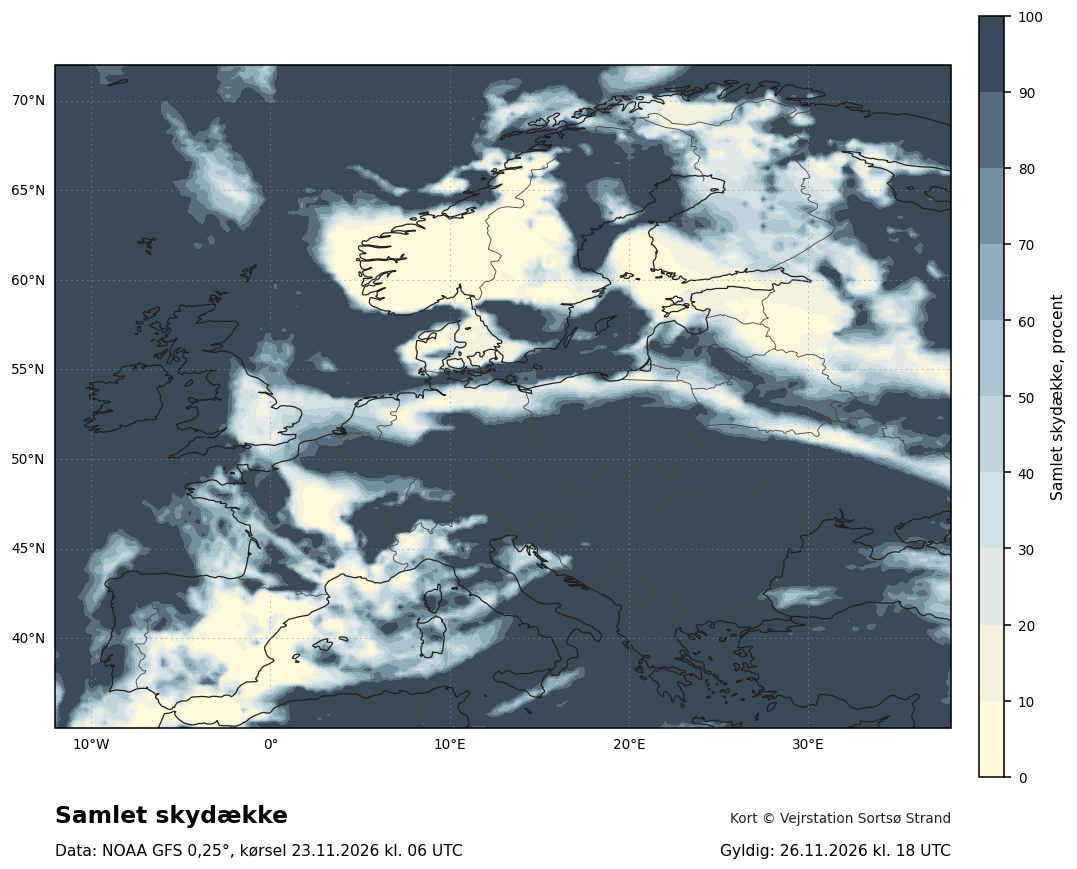 100
90
80
70
60
50
40
30
20
10
0
Samlet skydække, procent
70°N
65°N
60°N
55°N
50°N
45°N
40°N
10°W
0°
10°E
20°E
30°E
Samlet skydække
Kort © Vejrstation Sortsø Strand
Data: NOAA GFS 0,25°, kørsel 23.11.2026 kl. 06 UTC
Gyldig: 26.11.2026 kl. 18 UTC